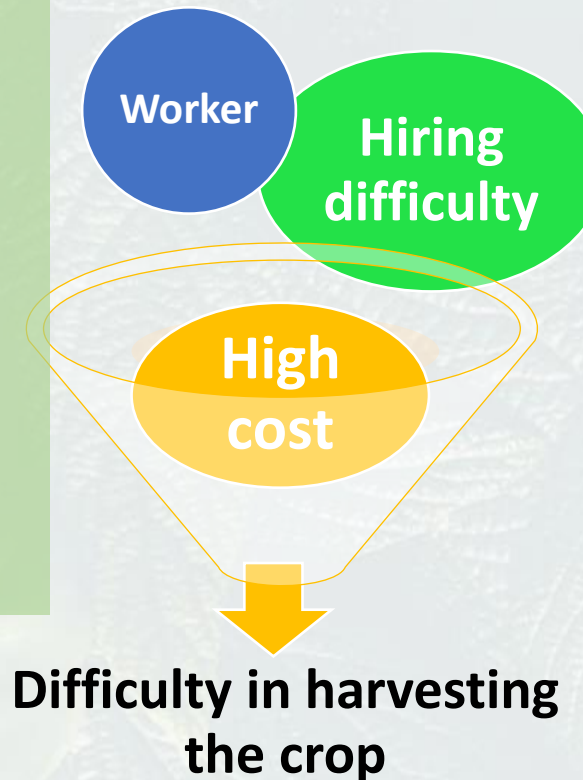 Worker
Hiring
difficulty
High
cost
Difficulty in harvesting
the crop